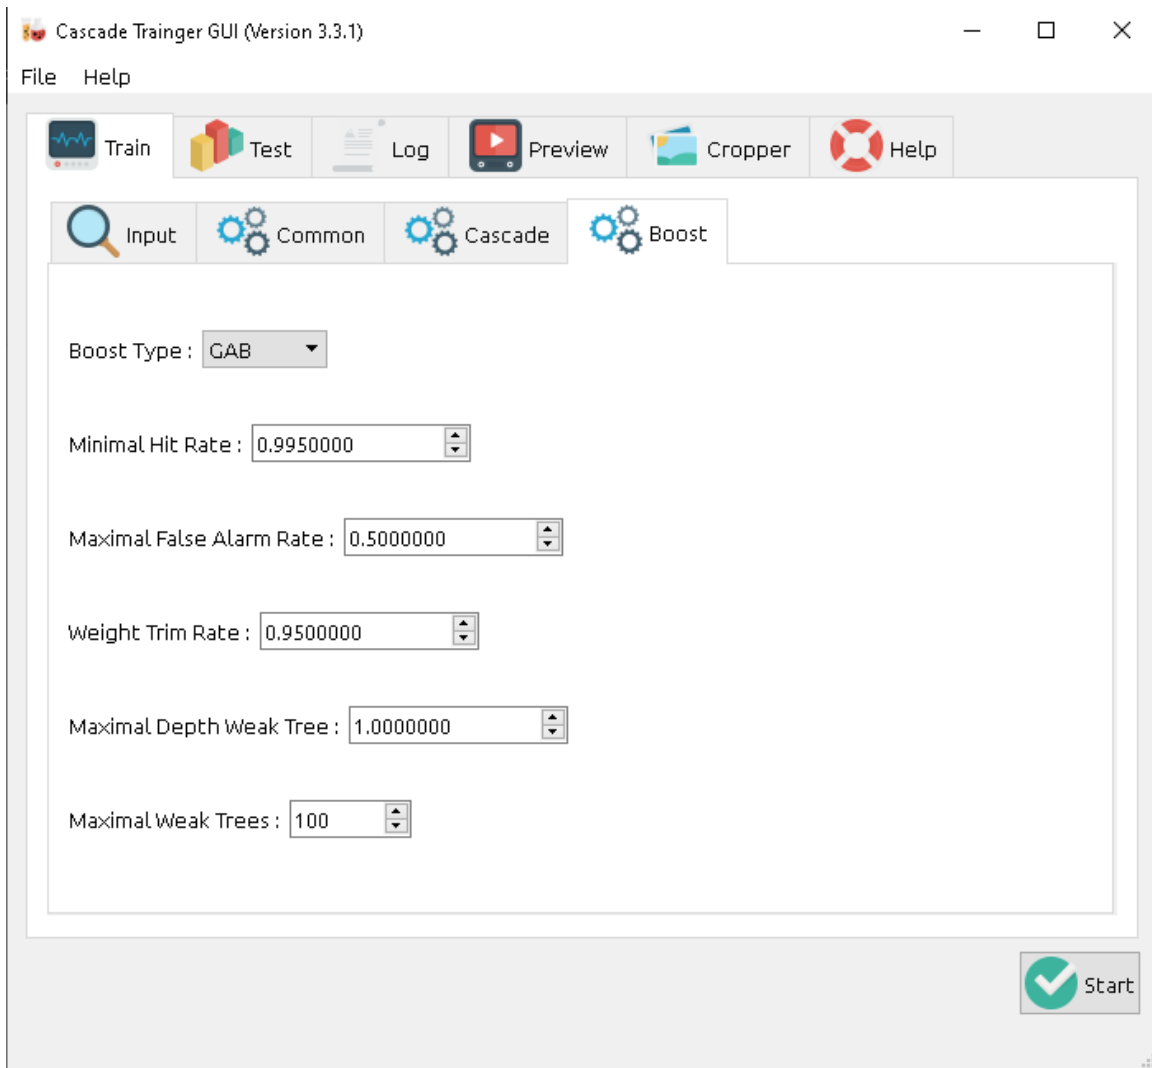 Cascade Trainger GUI (Version 3.3.1)
File Help
Train Test Log Preview Cropper Help
Input Common Cascade Boost
Boost Type : GAB
Minimal Hit Rate : 0.9950000
Maximal False Alarm Rate : 0.5000000
Weight Trim Rate : 0.9500000
Maximal Depth Weak Tree : 1.0000000
Maximal Weak Trees : 100
Start